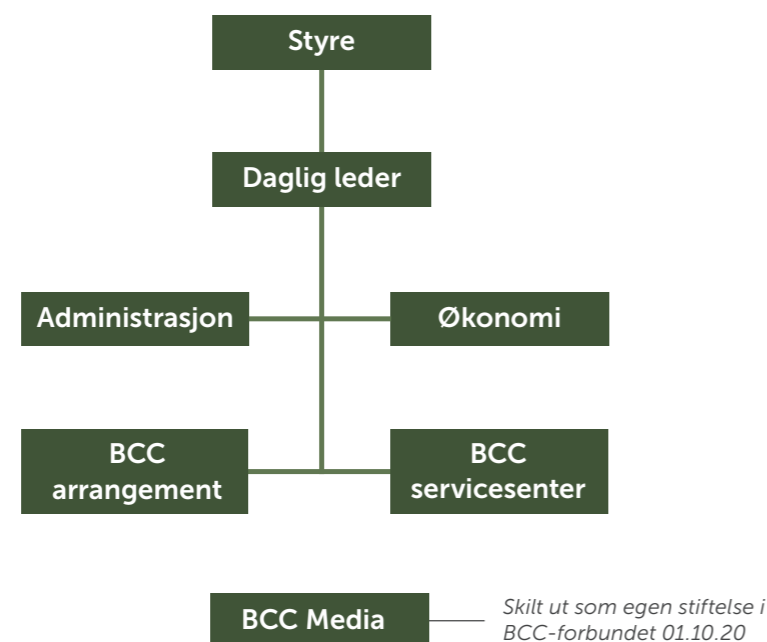 Styre
Daglig leder
Administrasjon
Økonomi
BCC
arrangement
BCC
servicesenter
BCC Media
Skilt ut som egen stiftelse i
BCC-forbundet 01.10.20